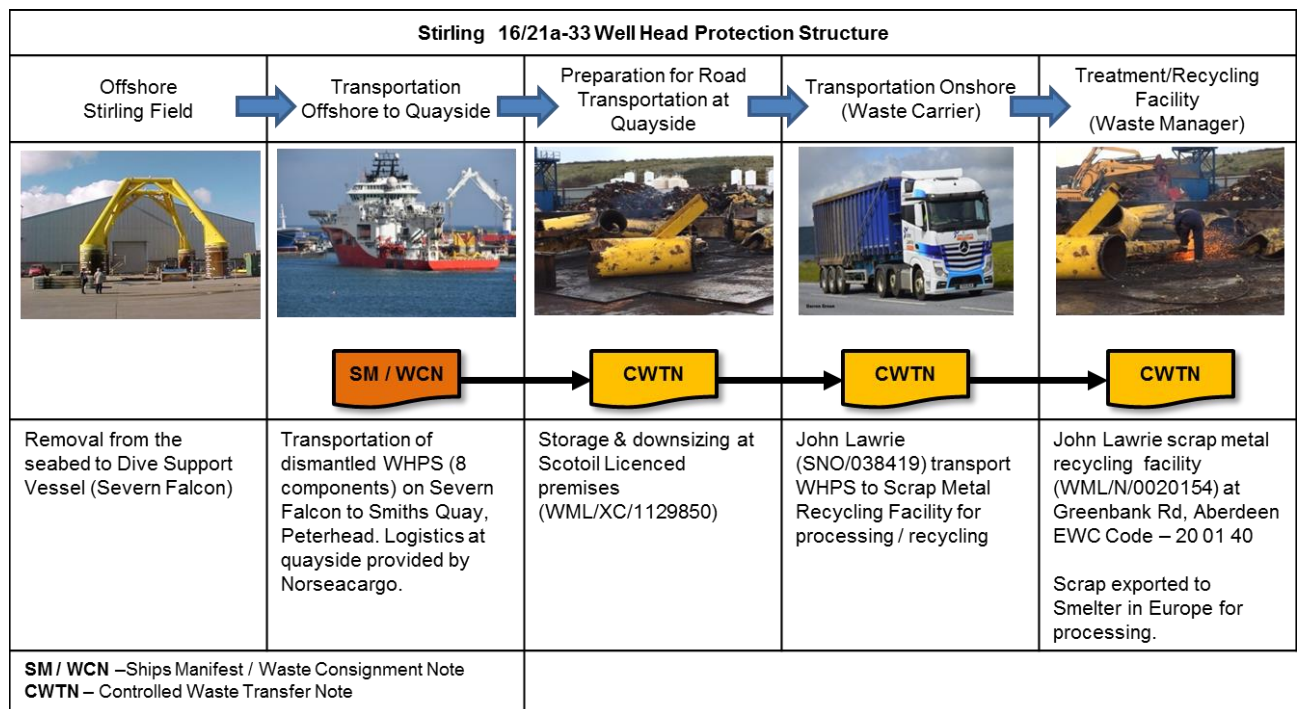 Stirling 16/21a-33 Well Head Protection Structure
Offshore
Stirling Field
Transportation
Offshore to Quayside
Preparation for Road
Transportation at
Quayside
Transportation Onshore
(Waste Carrier)
Treatment/Recycling
Facility
(Waste Manager)
SM / WCN
CWTN
CWTN
CWTN
Removal from the
seabed to Dive Support
Vessel (Severn Falcon)
Transportation of
dismantled WHPS (8
components) on Severn
Falcon to Smiths Quay,
Peterhead. Logistics at
quayside provided by
Norseacargo.
Storage & downsizing at
Scotoil Licenced
premises
(WML/XC/1129850)
John Lawrie
(SNO/038419) transport
WHPS to Scrap Metal
Recycling Facility for
processing / recycling
John Lawrie scrap metal
recycling facility
(WML/N/0020154) at
Greenbank Rd, Aberdeen
EWC Code – 20 01 40
Scrap exported to
Smelter in Europe for
processing.
SM / WCN –Ships Manifest / Waste Consignment Note
CWTN – Controlled Waste Transfer Note